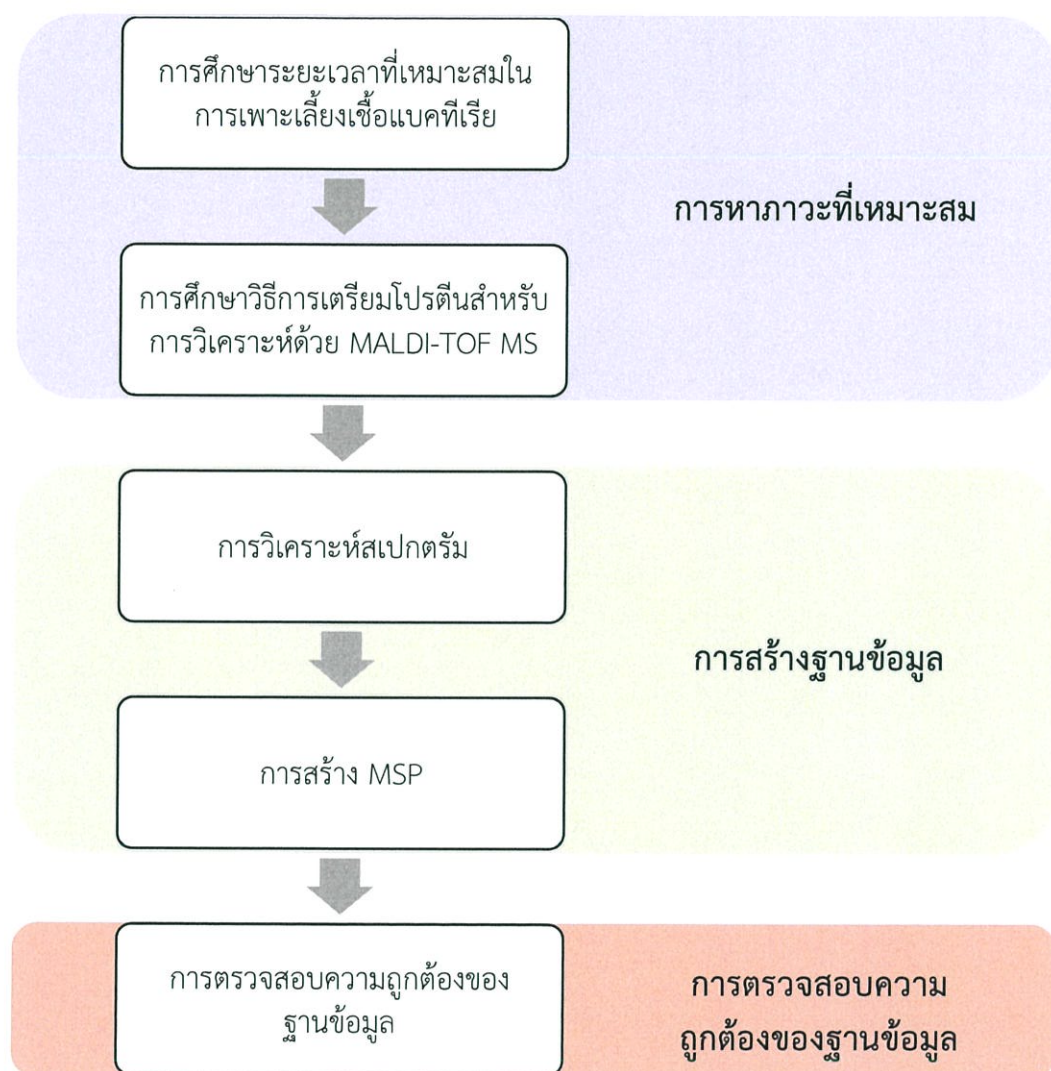 การศึกษาระยะเวลาที่เหมาะสมใน
การเพาะเลี้ยงเชื้อแบคทีเรีย
การหาภาวะที่เหมาะสม
การศึกษาวิธีการเตรียมโปรตีนสำหรับ
การวิเคราะห์ด้วย MALDI-TOF MS
การวิเคราะห์สเปกตรัม
การสร้างฐานข้อมูล
การสร้าง MSP
การตรวจสอบความถูกต้องของ
ฐานข้อมูล
การตรวจสอบความ
ถูกต้องของฐานข้อมูล